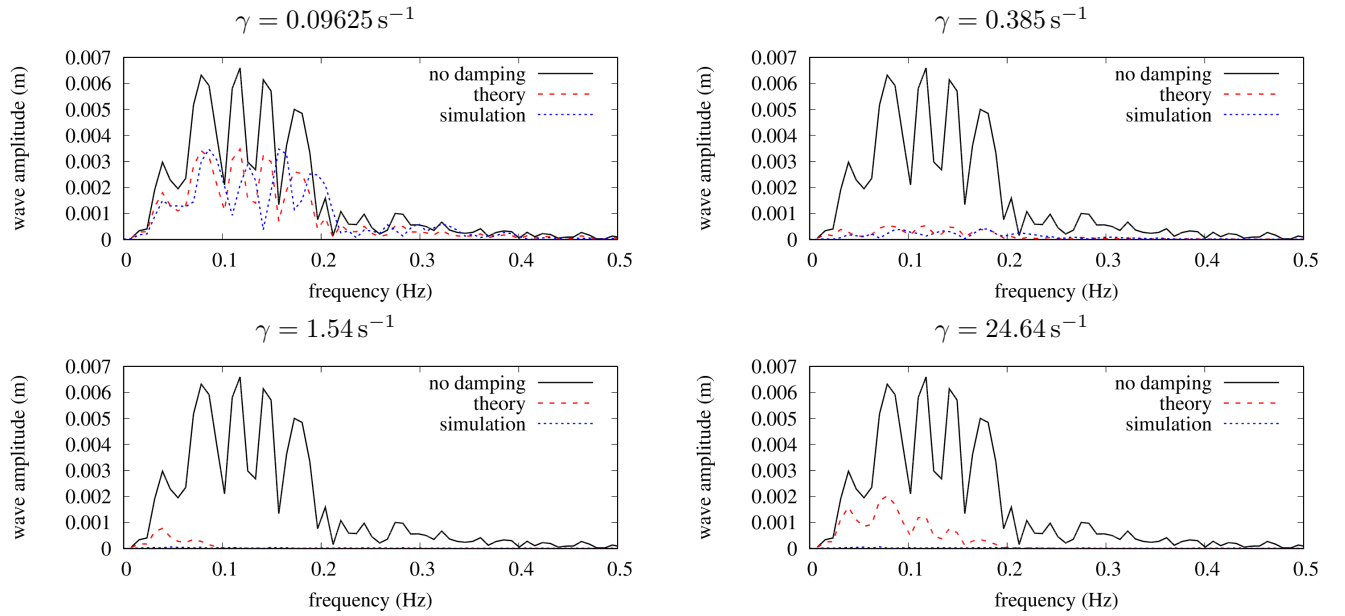 γ = 0.09625 s⁻¹
0.007
0.006
0.005
0.004
0.003
0.002
0.001
0
wave amplitude (m)
no damping
theory
simulation
0 0.1 0.2 0.3 0.4 0.5
frequency (Hz)
γ = 0.385 s⁻¹
0.007
0.006
0.005
0.004
0.003
0.002
0.001
0
wave amplitude (m)
no damping
theory
simulation
0 0.1 0.2 0.3 0.4 0.5
frequency (Hz)
γ = 1.54 s⁻¹
0.007
0.006
0.005
0.004
0.003
0.002
0.001
0
wave amplitude (m)
no damping
theory
simulation
0 0.1 0.2 0.3 0.4 0.5
frequency (Hz)
γ = 24.64 s⁻¹
0.007
0.006
0.005
0.004
0.003
0.002
0.001
0
wave amplitude (m)
no damping
theory
simulation
0 0.1 0.2 0.3 0.4 0.5
frequency (Hz)